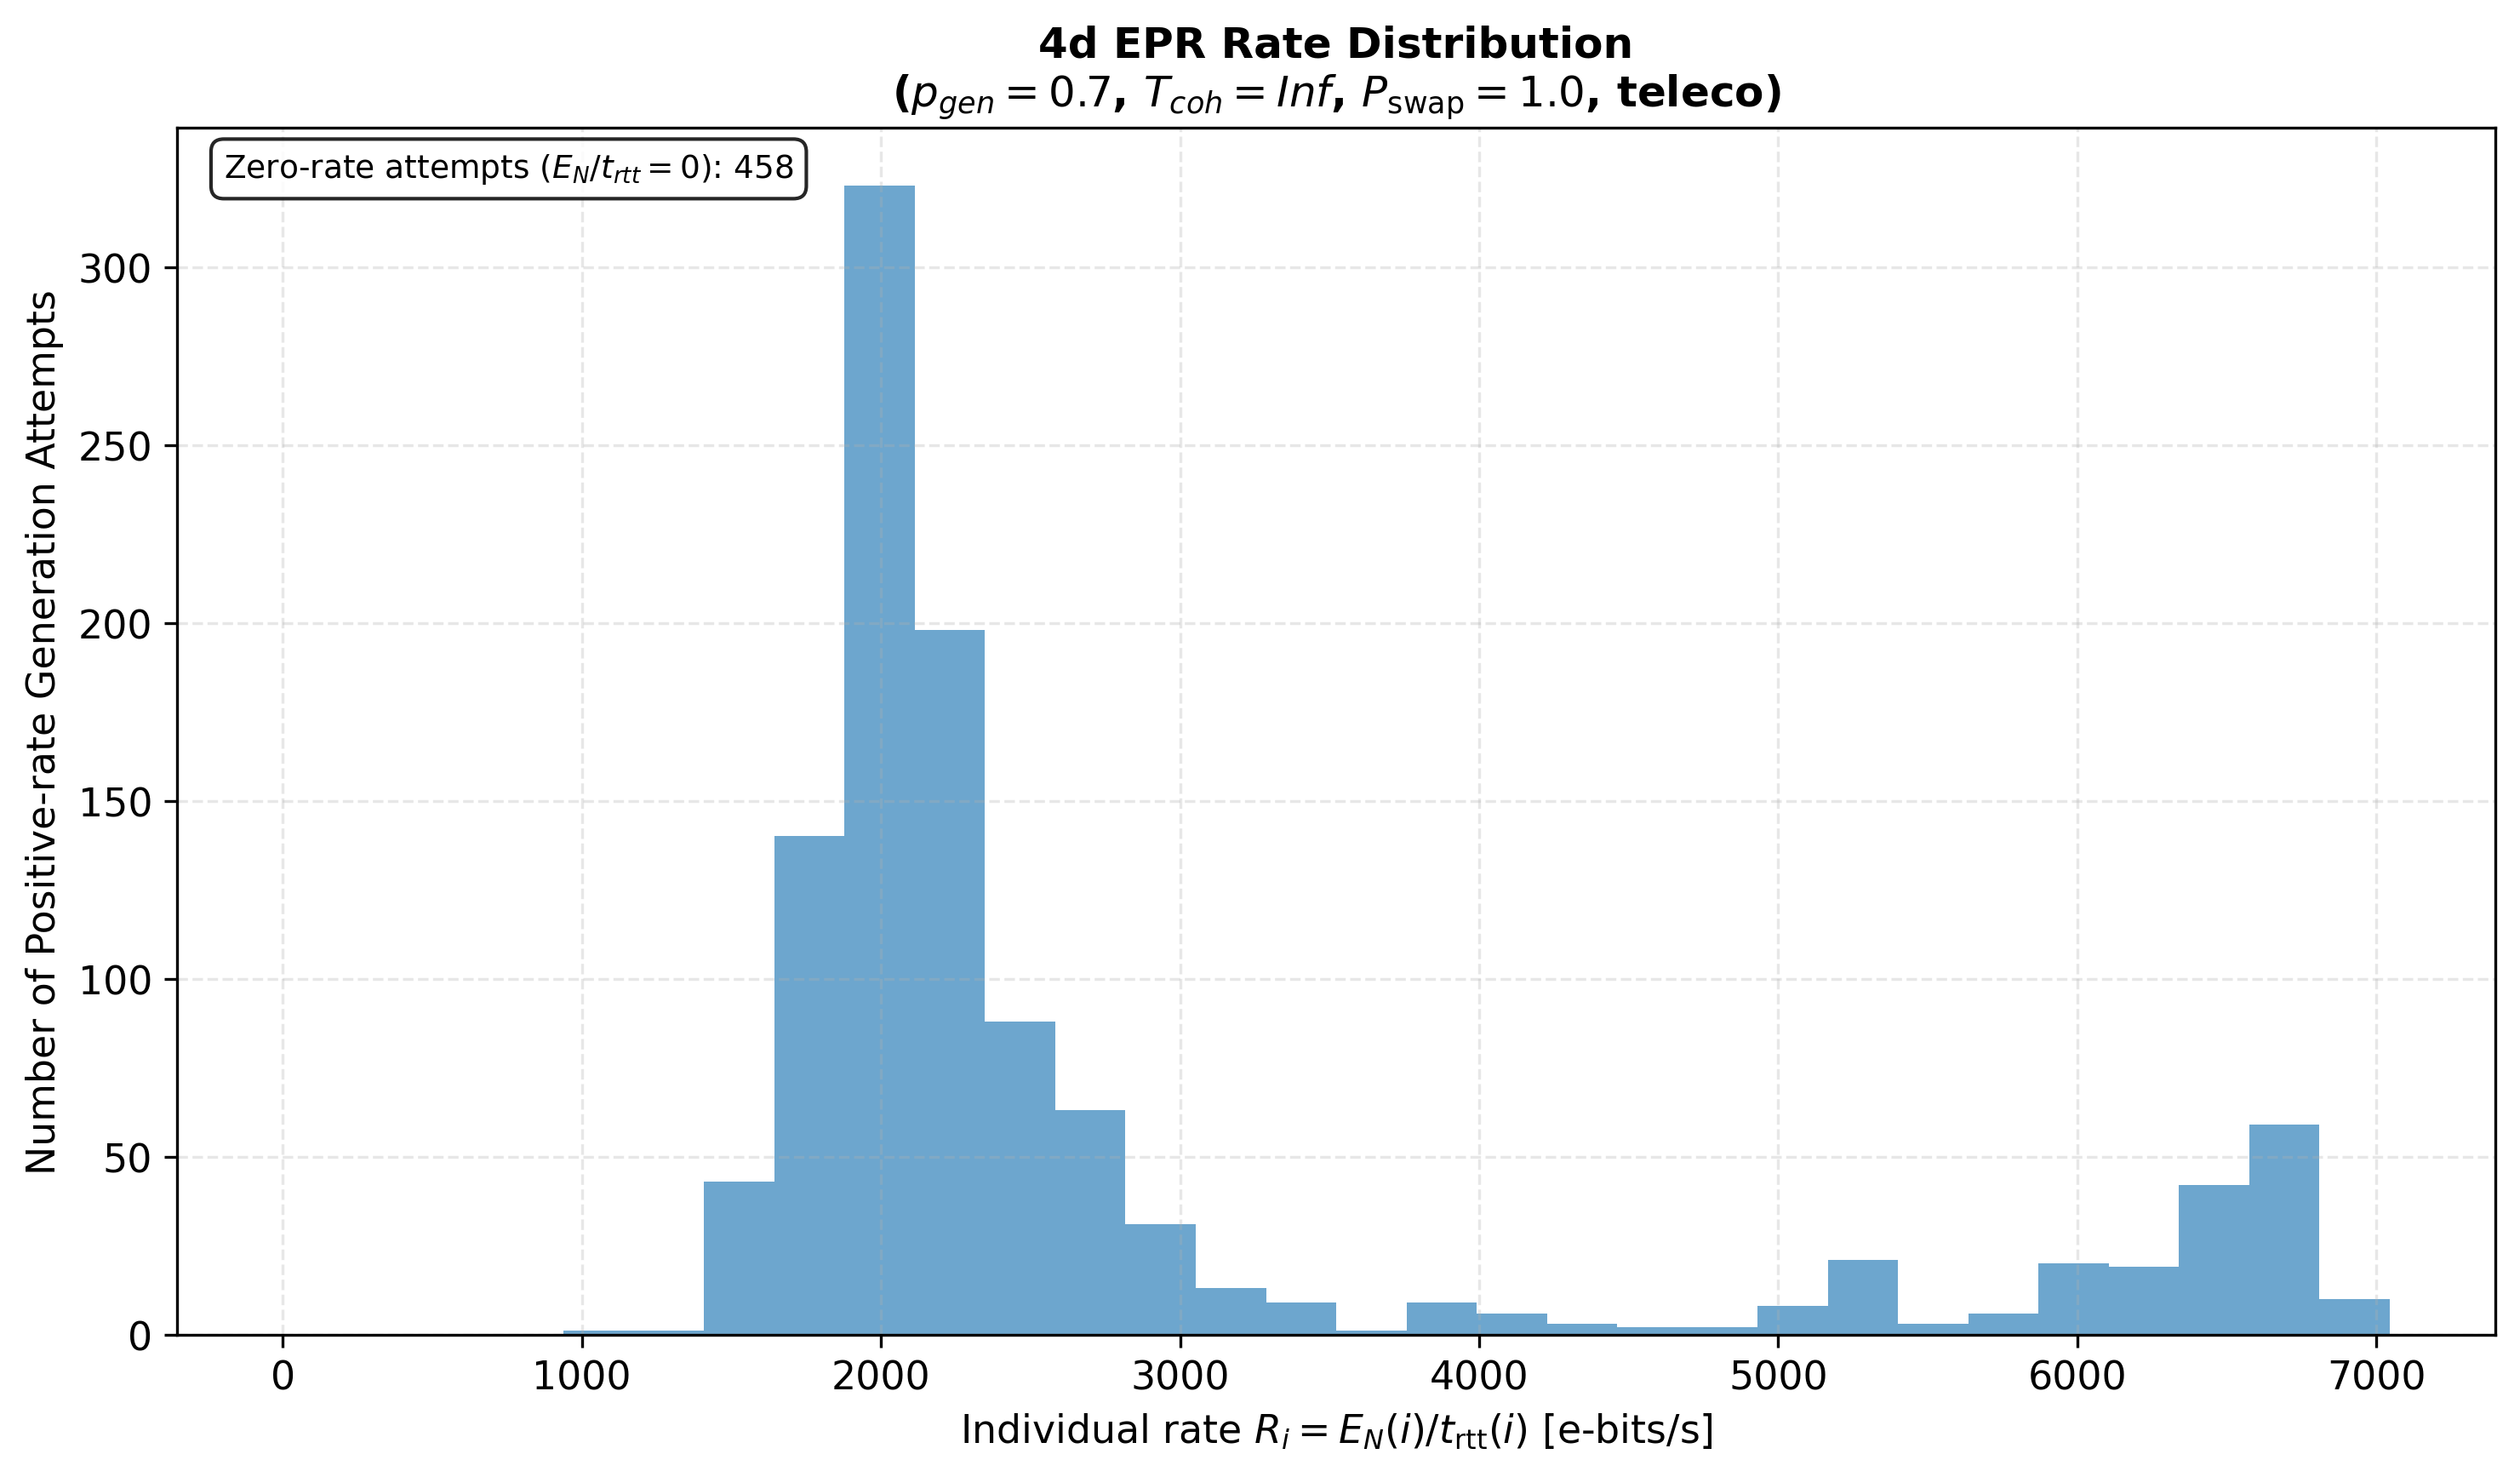 4d EPR Rate Distribution
(p_gen = 0.7, T_coh = Inf, P_swap = 1.0, teleco)
Zero-rate attempts (E_N/t_rtt = 0): 458
Number of Positive-rate Generation Attempts
300
250
200
150
100
50
0
0 1000 2000 3000 4000 5000 6000 7000
Individual rate R_i = E_N(i)/t_rtt(i) [e-bits/s]